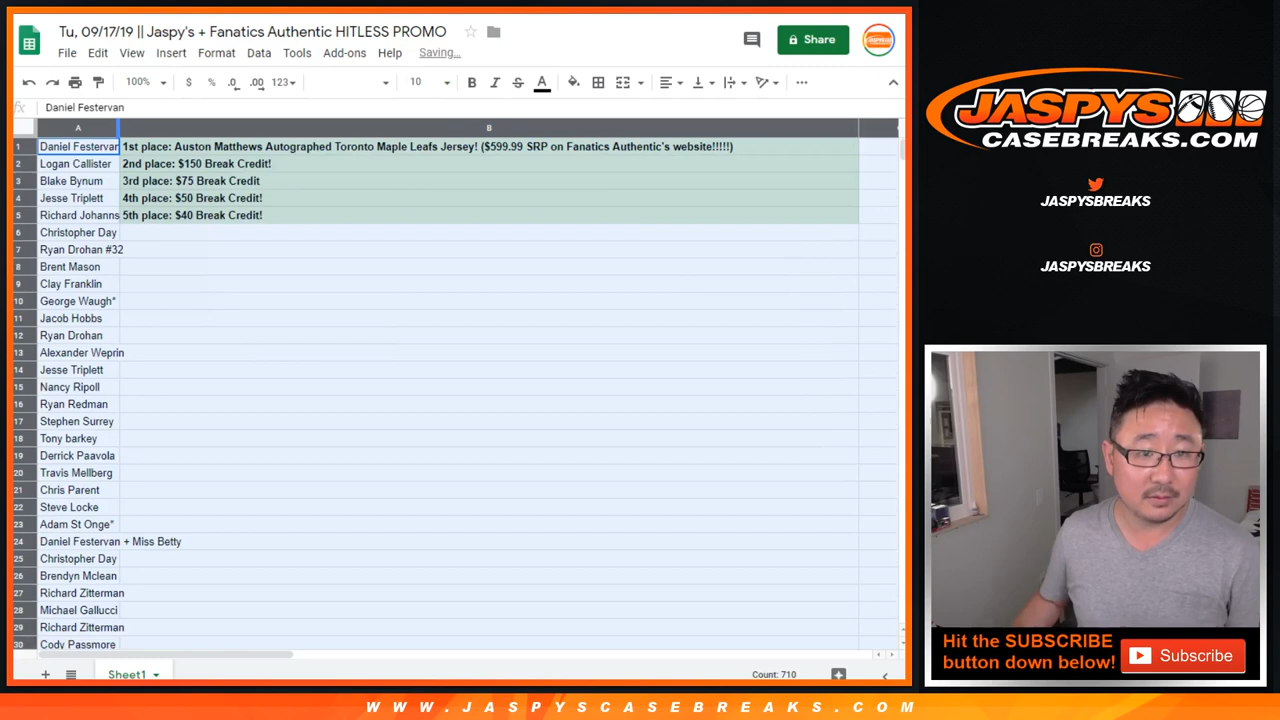 Tu, 09/17/19 || Jaspy's + Fanatics Authentic HITLESS PROMO
File Edit View Insert Format Data Tools Add-ons Help Saving...
Share
100% $ % .0 .00 123 10 B I S A
fx Daniel Festervan
A B
1 Daniel Festervan 1st place: Auston Matthews Autographed Toronto Maple Leafs Jersey! ($599.99 SRP on Fanatics Authentic's website!!!!!)
2 Logan Callister 2nd place: $150 Break Credit!
3 Blake Bynum 3rd place: $75 Break Credit
4 Jesse Triplett 4th place: $50 Break Credit!
5 Richard Johanns 5th place: $40 Break Credit!
6 Christopher Day
7 Ryan Drohan #32
8 Brent Mason
9 Clay Franklin
10 George Waugh*
11 Jacob Hobbs
12 Ryan Drohan
13 Alexander Weprin
14 Jesse Triplett
15 Nancy Ripoll
16 Ryan Redman
17 Stephen Surrey
18 Tony barkey
19 Derrick Paavola
20 Travis Mellberg
21 Chris Parent
22 Steve Locke
23 Adam St Onge*
24 Daniel Festervan + Miss Betty
25 Christopher Day
26 Brendyn Mclean
27 Richard Zitterman
28 Michael Gallucci
29 Richard Zitterman
30 Cody Passmore
Sheet1
Count: 710
JASPYS
CASEBREAKS.COM
JASPYSBREAKS
JASPYSBREAKS
Hit the SUBSCRIBE
button down below!
Subscribe
WWW.JASPYSCASEBREAKS.COM